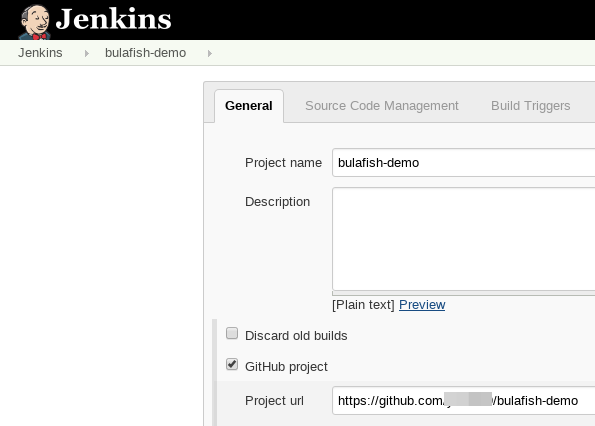 Jenkins
Jenkins bulafish-demo
General Source Code Management Build Triggers
Project name bulafish-demo
Description
[Plain text] Preview
Discard old builds
GitHub project
Project url https://github.com/ /bulafish-demo